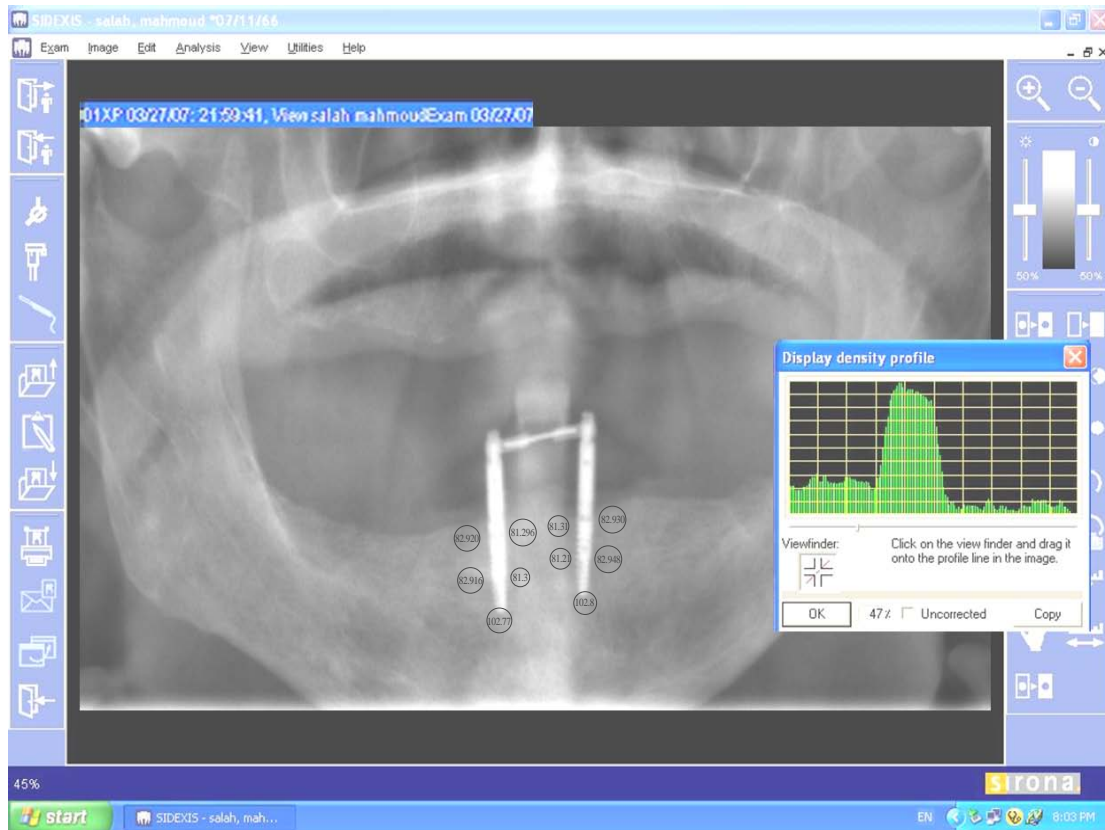 SIDEXIS - salah, mahmoud *07/11/66
Exam Image Edit Analysis View Utilities Help
01XP 03/27/07: 21:59:41, View salah mahmoudExam 03/27/07
50% 50%
Display density profile
Viewfinder:
Click on the view finder and drag it
onto the profile line in the image.
OK 47% Uncorrected Copy
82.920 81.296 81.31 82.930
82.916 81.3 81.21 82.948
102.77 102.8
45%
sirona.
start SIDEXIS - salah, mah... EN 8:03 PM